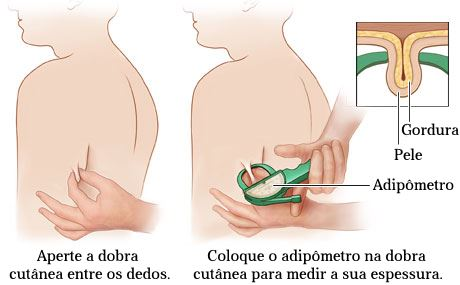 Gordura
Pele
Adipômetro
Aperte a dobra
cutânea entre os dedos.
Coloque o adipômetro na dobra
cutânea para medir a sua espessura.